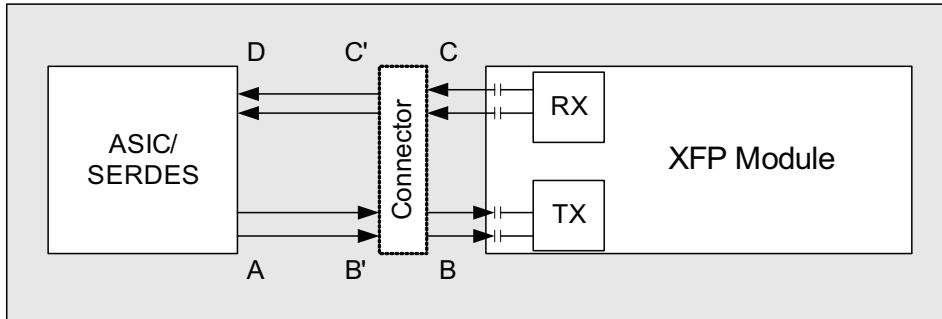 D
C'
C
ASIC/
SERDES
Connector
RX
XFP Module
TX
A
B'
B